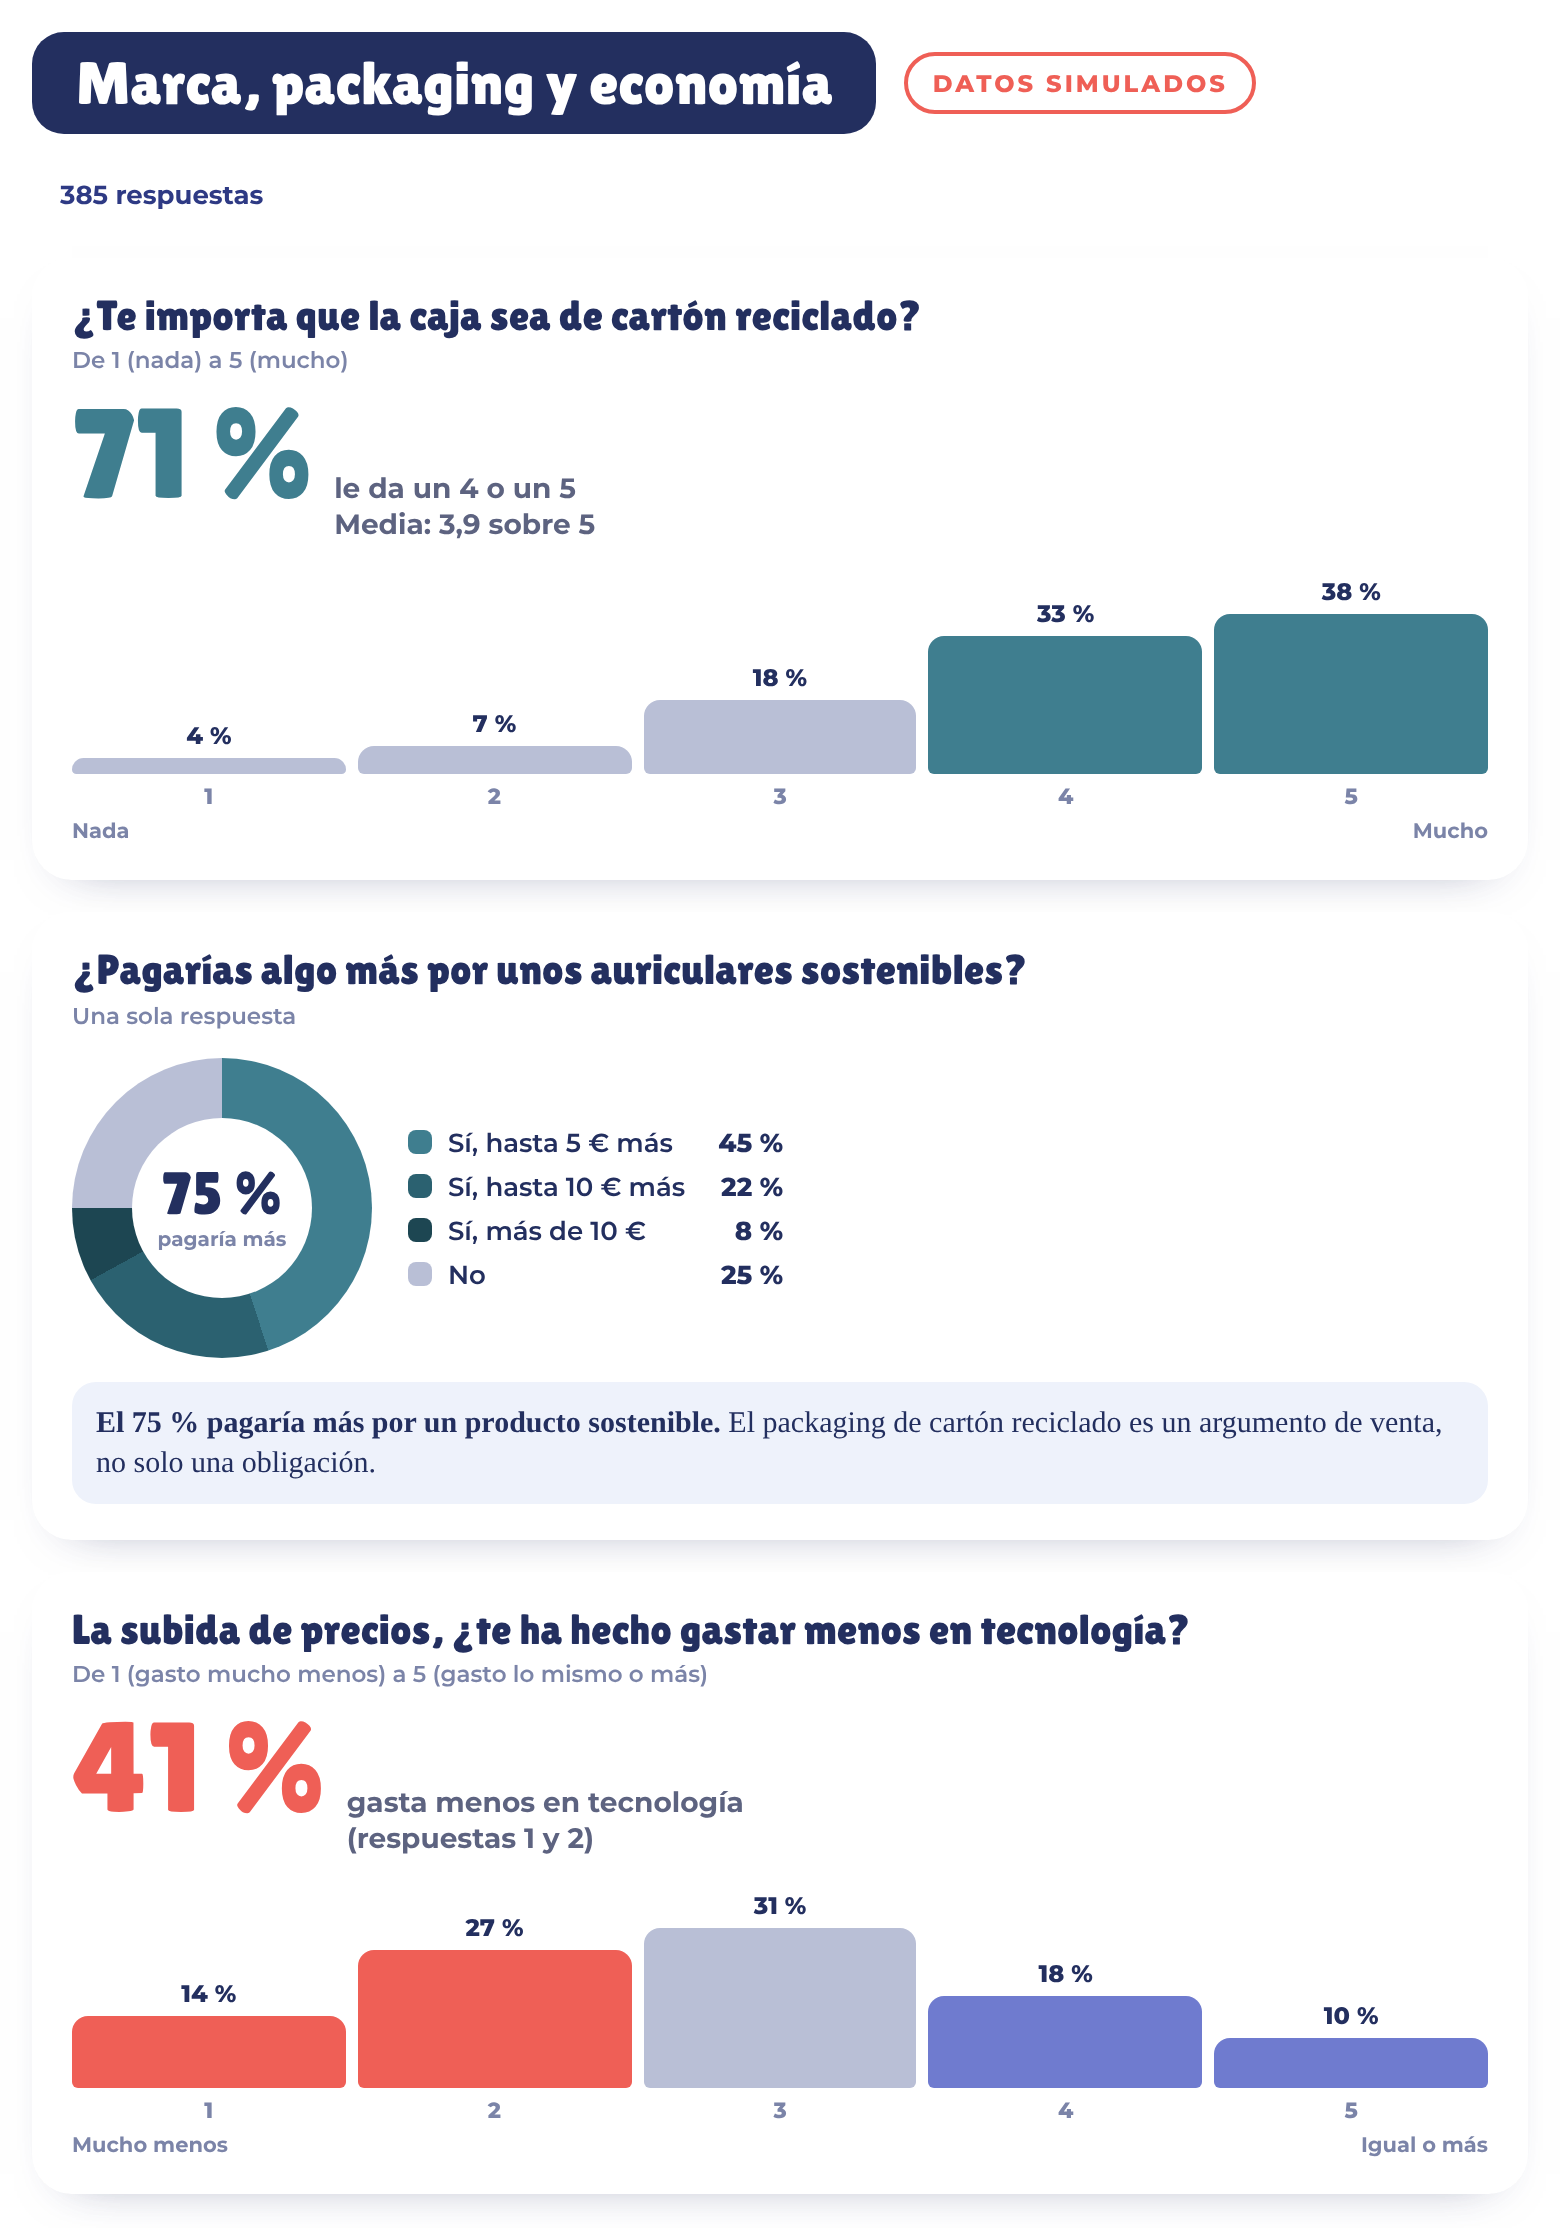 Marca, packaging y economía
DATOS SIMULADOS
385 respuestas
¿Te importa que la caja sea de cartón reciclado?
De 1 (nada) a 5 (mucho)
71 %
le da un 4 o un 5
Media: 3,9 sobre 5
4 %
7 %
18 %
33 %
38 %
1
2
3
4
5
Nada
Mucho
¿Pagarías algo más por unos auriculares sostenibles?
Una sola respuesta
75 %
pagaría más
Sí, hasta 5 € más 45 %
Sí, hasta 10 € más 22 %
Sí, más de 10 € 8 %
No 25 %
El 75 % pagaría más por un producto sostenible. El packaging de cartón reciclado es un argumento de venta,
no solo una obligación.
La subida de precios, ¿te ha hecho gastar menos en tecnología?
De 1 (gasto mucho menos) a 5 (gasto lo mismo o más)
41 %
gasta menos en tecnología
(respuestas 1 y 2)
14 %
27 %
31 %
18 %
10 %
1
2
3
4
5
Mucho menos
Igual o más